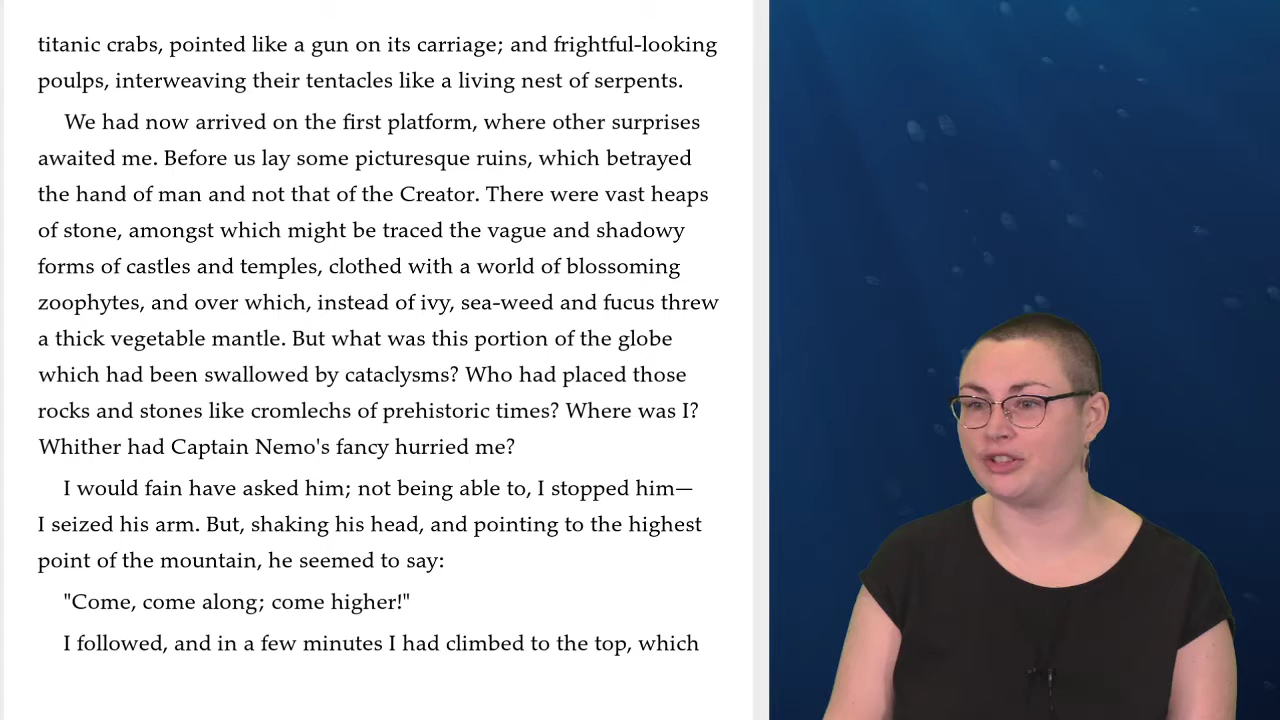 titanic crabs, pointed like a gun on its carriage; and frightful-looking
poulps, interweaving their tentacles like a living nest of serpents.
We had now arrived on the first platform, where other surprises
awaited me. Before us lay some picturesque ruins, which betrayed
the hand of man and not that of the Creator. There were vast heaps
of stone, amongst which might be traced the vague and shadowy
forms of castles and temples, clothed with a world of blossoming
zoophytes, and over which, instead of ivy, sea-weed and fucus threw
a thick vegetable mantle. But what was this portion of the globe
which had been swallowed by cataclysms? Who had placed those
rocks and stones like cromlechs of prehistoric times? Where was I?
Whither had Captain Nemo's fancy hurried me?
I would fain have asked him; not being able to, I stopped him—
I seized his arm. But, shaking his head, and pointing to the highest
point of the mountain, he seemed to say:
"Come, come along; come higher!"
I followed, and in a few minutes I had climbed to the top, which